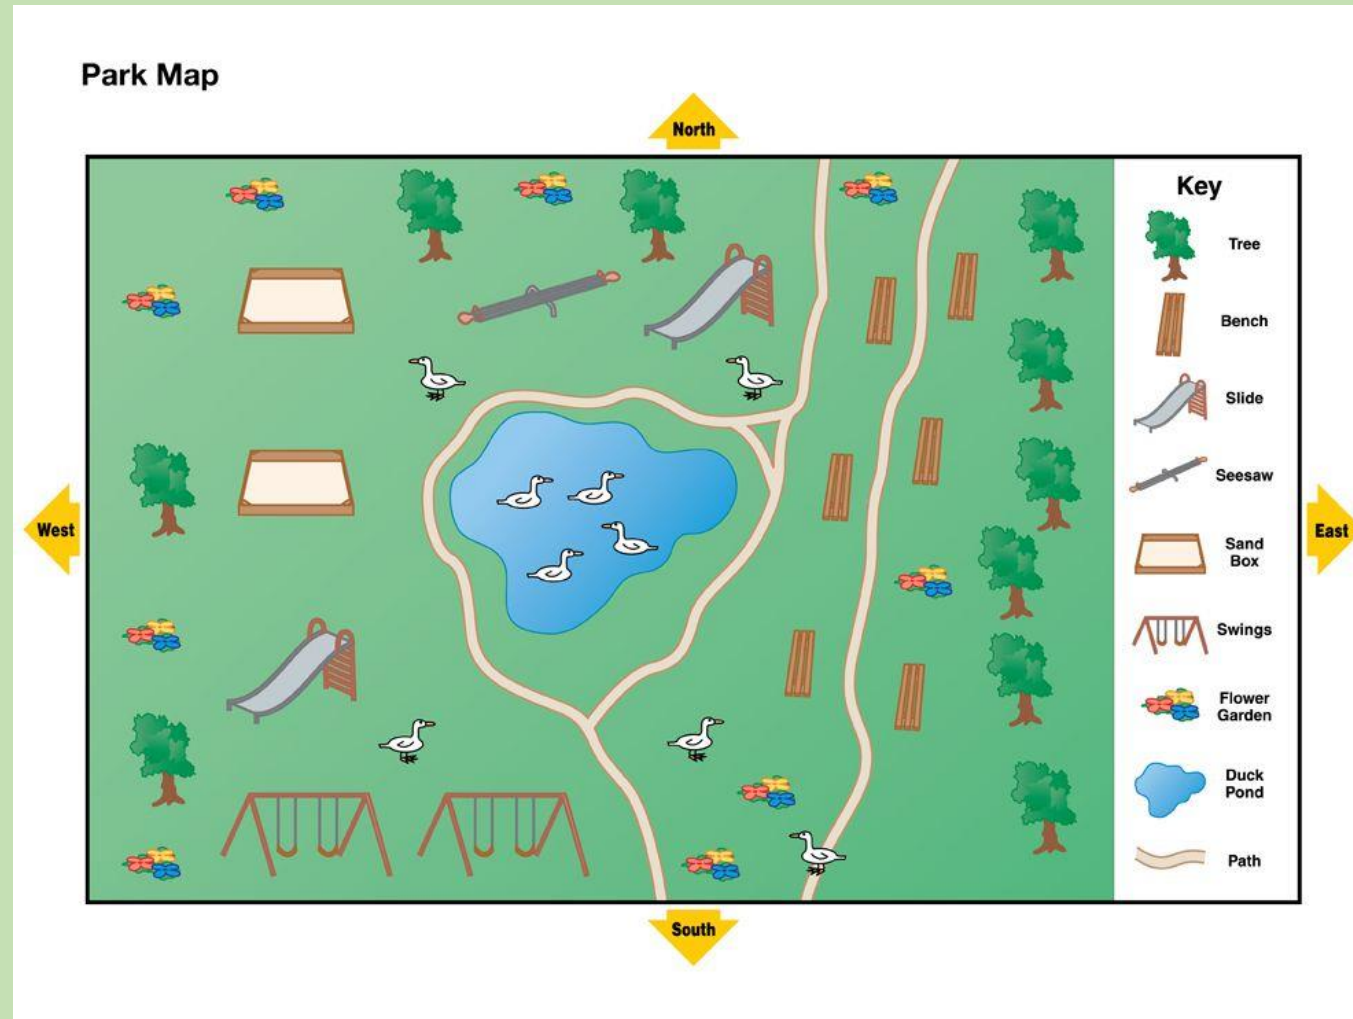 Park Map
North
Key
Tree
Bench
Slide
Seesaw
West
East
Sand
Box
Swings
Flower
Garden
Duck
Pond
Path
South